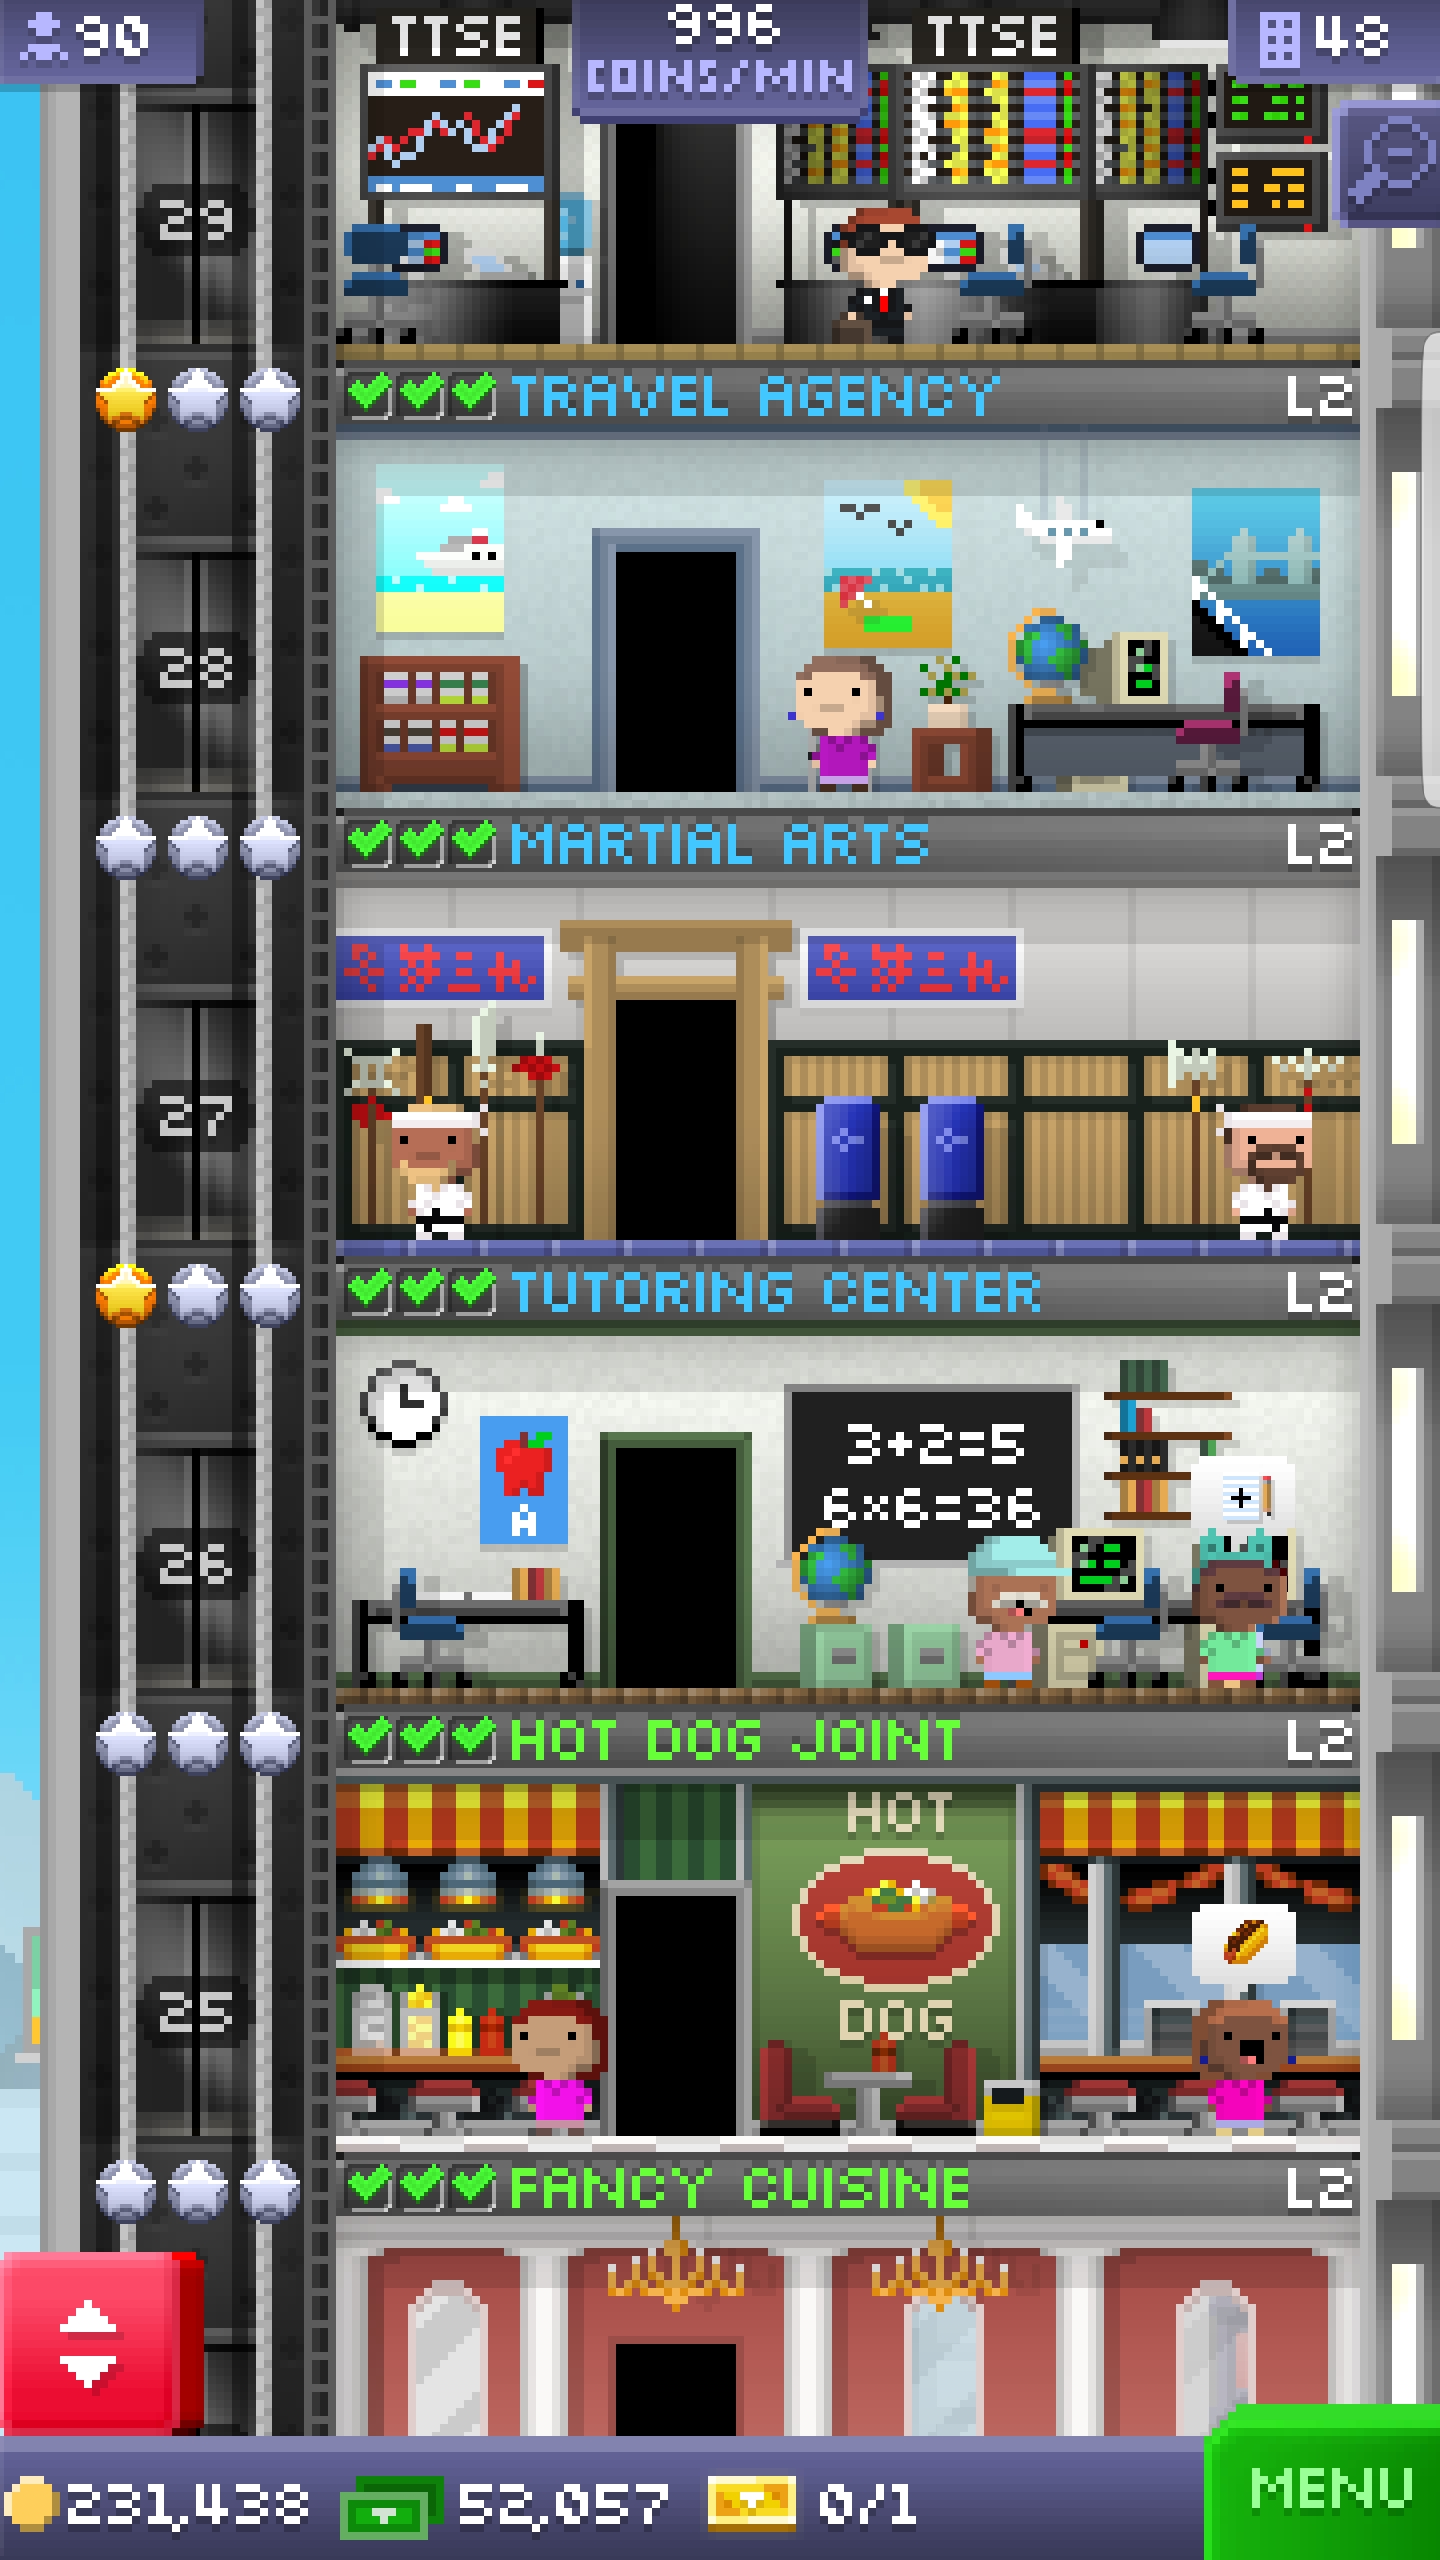 90
TTSE
996
COINS/MIN
TTSE
48
29
TRAVEL AGENCY
L2
28
MARTIAL ARTS
L2
27
TUTORING CENTER
L2
3+2=5
6×6=36
A
26
HOT DOG JOINT
L2
HOT
DOG
25
FANCY CUISINE
L2
231,438
52,057
0/1
MENU